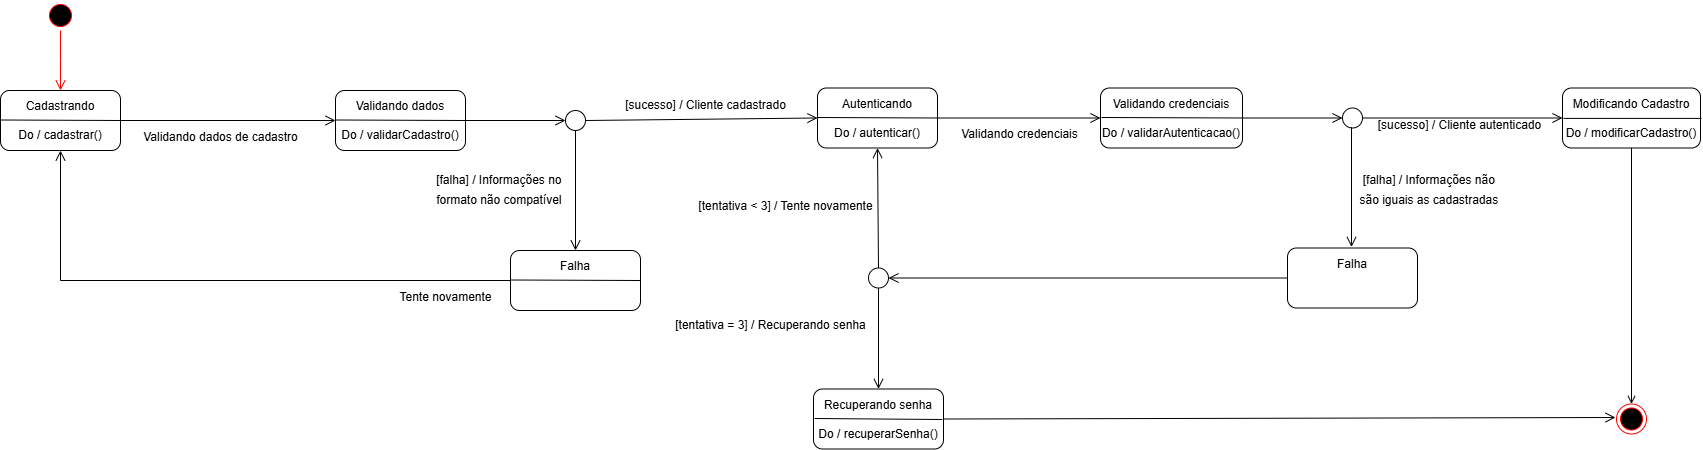 Cadastrando
Do / cadastrar()
Validando dados de cadastro
Validando dados
Do / validarCadastro()
[sucesso] / Cliente cadastrado
[falha] / Informações no
formato não compatível
Falha
Tente novamente
Autenticando
Do / autenticar()
Validando credenciais
Validando credenciais
Do / validarAutenticacao()
[sucesso] / Cliente autenticado
Modificando Cadastro
Do / modificarCadastro()
[falha] / Informações não
são iguais as cadastradas
Falha
[tentativa < 3] / Tente novamente
[tentativa = 3] / Recuperando senha
Recuperando senha
Do / recuperarSenha()